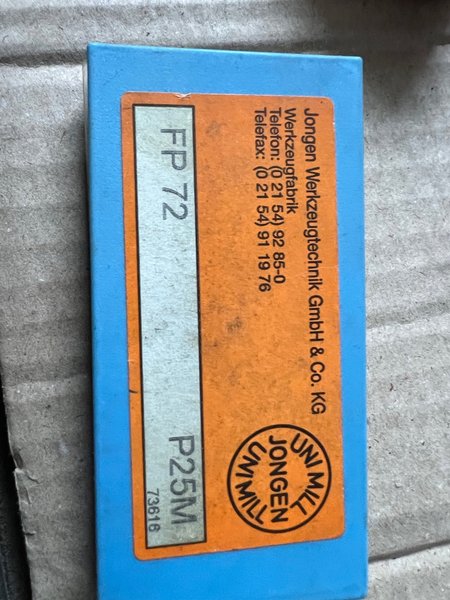 Jongen Werkzeugtechnik GmbH & Co. KG
Werkzeugfabrik
Telefon: (0 21 54) 92 85-0
Telefax: (0 21 54) 91 19 76
UNI MILL
JONGEN
UNI MILL
FP 72 P25M
73616